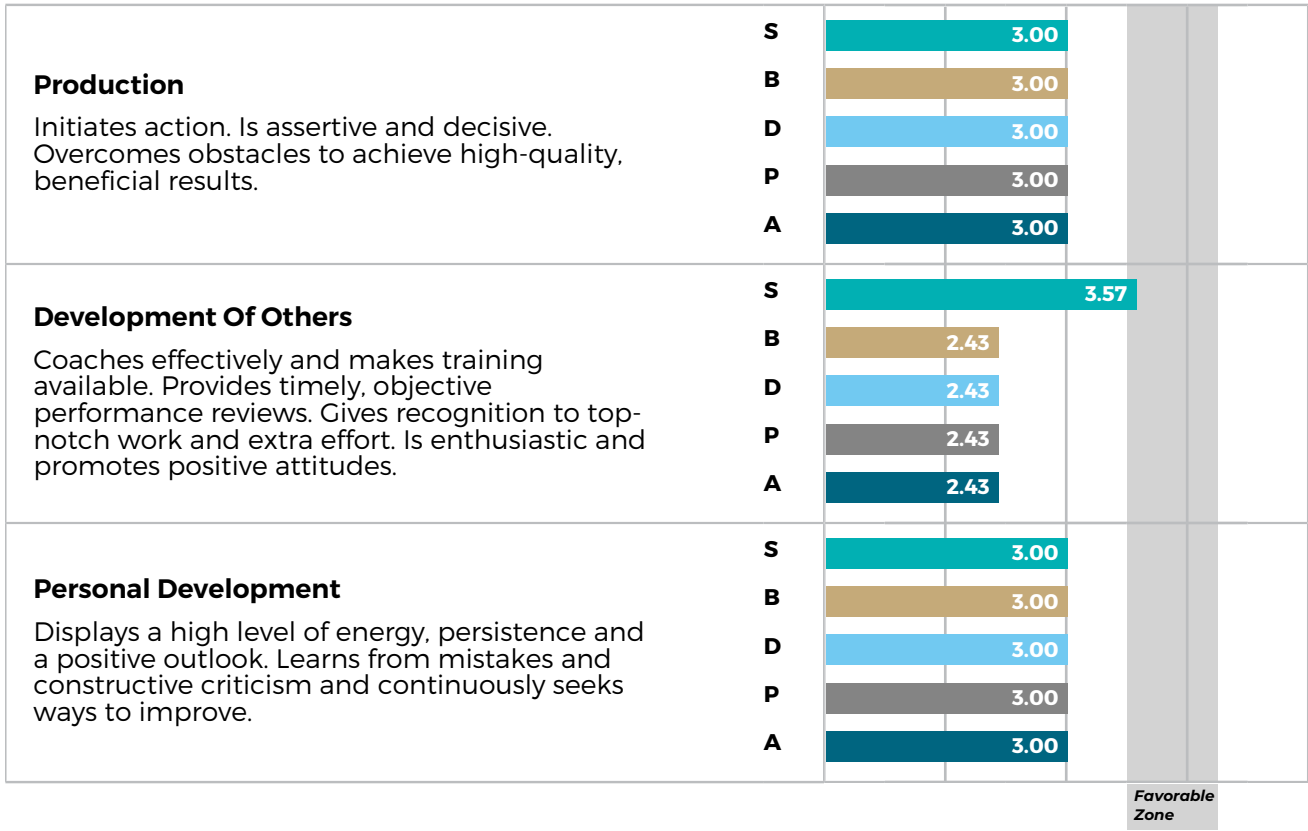 Production
Initiates action. Is assertive and decisive.
Overcomes obstacles to achieve high-quality,
beneficial results.
S 3.00
B 3.00
D 3.00
P 3.00
A 3.00
Development Of Others
Coaches effectively and makes training
available. Provides timely, objective
performance reviews. Gives recognition to top-
notch work and extra effort. Is enthusiastic and
promotes positive attitudes.
S 3.57
B 2.43
D 2.43
P 2.43
A 2.43
Personal Development
Displays a high level of energy, persistence and
a positive outlook. Learns from mistakes and
constructive criticism and continuously seeks
ways to improve.
S 3.00
B 3.00
D 3.00
P 3.00
A 3.00
Favorable
Zone